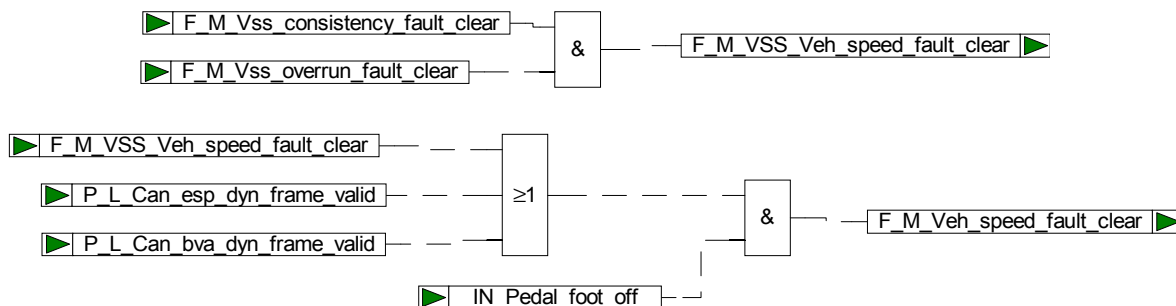 F_M_Vss_consistency_fault_clear
&
F_M_VSS_Veh_speed_fault_clear
F_M_Vss_overrun_fault_clear
F_M_VSS_Veh_speed_fault_clear
P_L_Can_esp_dyn_frame_valid
≥1
&
F_M_Veh_speed_fault_clear
P_L_Can_bva_dyn_frame_valid
IN_Pedal_foot_off